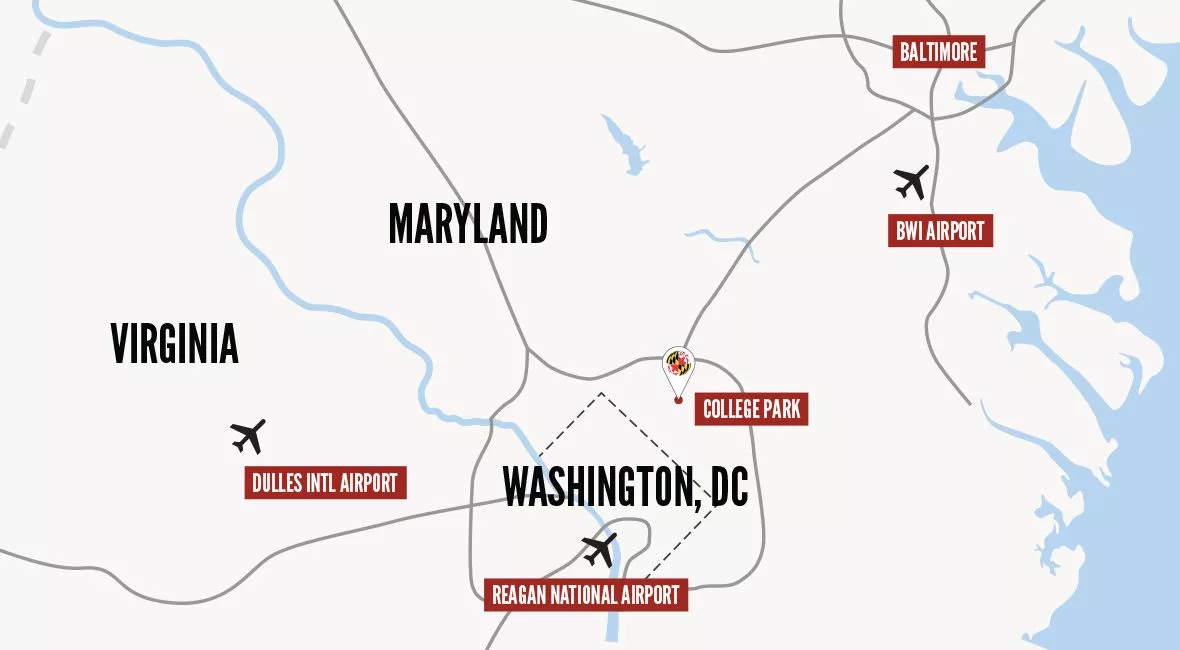 BALTIMORE
MARYLAND
BWI AIRPORT
VIRGINIA
COLLEGE PARK
DULLES INTL AIRPORT
WASHINGTON, DC
REAGAN NATIONAL AIRPORT